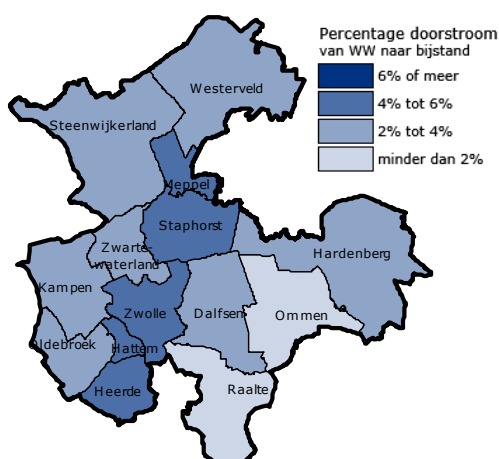 Percentage doorstroom
van WW naar bijstand
6% of meer
4% tot 6%
2% tot 4%
minder dan 2%
Westerveld
Steenwijkerland
Meppel
Staphorst
Zwarte-
waterland
Hardenberg
Kampen
Zwolle
Dalfsen
Ommen
Oldebroek
Hattem
Heerde
Raalte